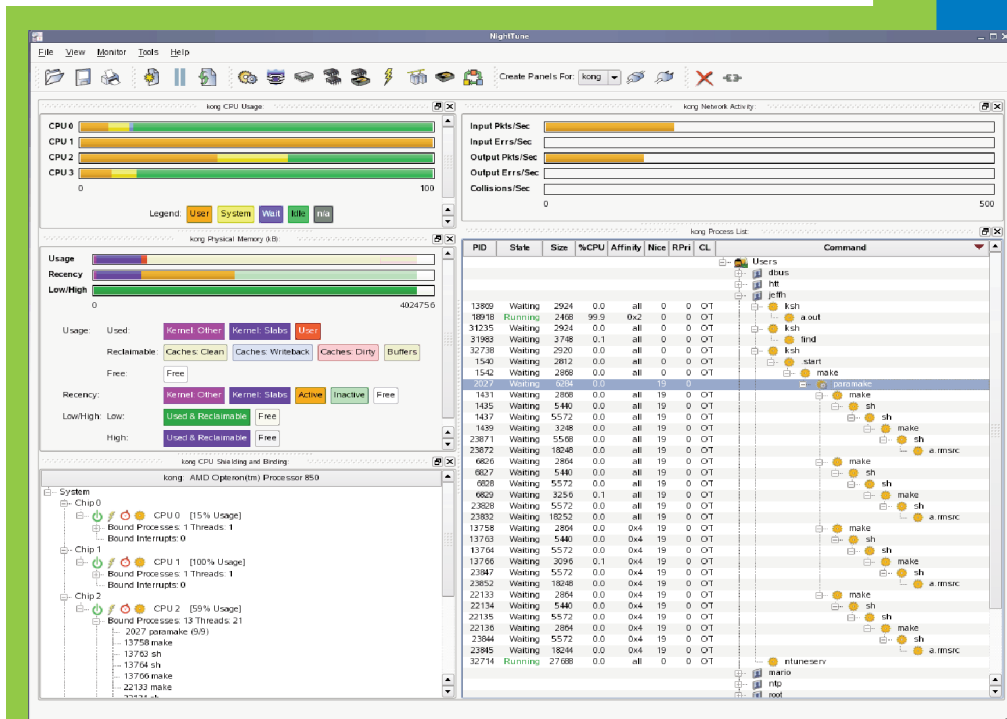 NightTune
File View Monitor Tools Help
Create Panels For: kong
kong CPU Usage:
CPU 0
CPU 1
CPU 2
CPU 3
0 100
Legend: User System Wait Idle n/a
kong Physical Memory (kB):
Usage
Recency
Low/High
0 4024756
Usage: Used: Kernel: Other Kernel: Slabs User
Reclaimable: Caches: Clean Caches: Writeback Caches: Dirty Buffers
Free: Free
Recency: Kernel: Other Kernel: Slabs Active Inactive Free
Low/High: Low: Used & Reclaimable Free
High: Used & Reclaimable Free
kong CPU Shielding and Binding:
kong: AMD Opteron(tm) Processor 850
System
Chip 0
CPU 0 [15% Usage]
Bound Processes: 1 Threads: 1
Bound Interrupts: 0
Chip 1
CPU 1 [100% Usage]
Bound Processes: 1 Threads: 1
Bound Interrupts: 0
Chip 2
CPU 2 [59% Usage]
Bound Processes: 13 Threads: 21
2027 paramake (9/9)
13758 make
13763 sh
13764 sh
13766 make
22133 make
kong Network Activity:
Input Pkts/Sec
Input Errs/Sec
Output Pkts/Sec
Output Errs/Sec
Collisions/Sec
0 500
kong Process List:
PID State Size %CPU Affinity Nice RPri CL Command
Users
dbus
htt
jeffh
13809 Waiting 2924 0.0 all 0 0 OT ksh
18918 Running 2468 99.9 0x2 0 0 OT a.out
31235 Waiting 2924 0.0 all 0 0 OT ksh
31983 Waiting 3748 0.1 all 0 0 OT find
32738 Waiting 2920 0.0 all 0 0 OT ksh
1540 Waiting 2812 0.0 all 0 0 OT .start
1542 Waiting 2868 0.0 all 0 0 OT make
2027 Waiting 6284 0.0 19 0 paramake
1431 Waiting 2868 0.0 all 19 0 OT make
1435 Waiting 5440 0.0 all 19 0 OT sh
1437 Waiting 5572 0.0 all 19 0 OT sh
1439 Waiting 3248 0.0 all 19 0 OT make
23871 Waiting 5568 0.0 all 19 0 OT sh
23872 Waiting 18248 0.0 all 19 0 OT a.rmsrc
6826 Waiting 2864 0.0 all 19 0 OT make
6827 Waiting 5440 0.0 all 19 0 OT sh
6828 Waiting 5572 0.0 all 19 0 OT sh
6829 Waiting 3256 0.1 all 19 0 OT make
23828 Waiting 5572 0.0 all 19 0 OT sh
23832 Waiting 18252 0.0 all 19 0 OT a.rmsrc
13758 Waiting 2864 0.0 0x4 19 0 OT make
13763 Waiting 5440 0.0 0x4 19 0 OT sh
13764 Waiting 5572 0.0 0x4 19 0 OT sh
13766 Waiting 3096 0.1 0x4 19 0 OT make
23847 Waiting 5572 0.0 0x4 19 0 OT sh
23852 Waiting 18248 0.0 0x4 19 0 OT a.rmsrc
22133 Waiting 2864 0.0 0x4 19 0 OT make
22134 Waiting 5440 0.0 0x4 19 0 OT sh
22135 Waiting 5572 0.0 0x4 19 0 OT sh
22136 Waiting 2864 0.0 0x4 19 0 OT make
23844 Waiting 5572 0.0 0x4 19 0 OT sh
23845 Waiting 18244 0.0 0x4 19 0 OT a.rmsrc
32714 Running 27688 0.0 all 0 0 OT ntuneserv
mario
ntp
root